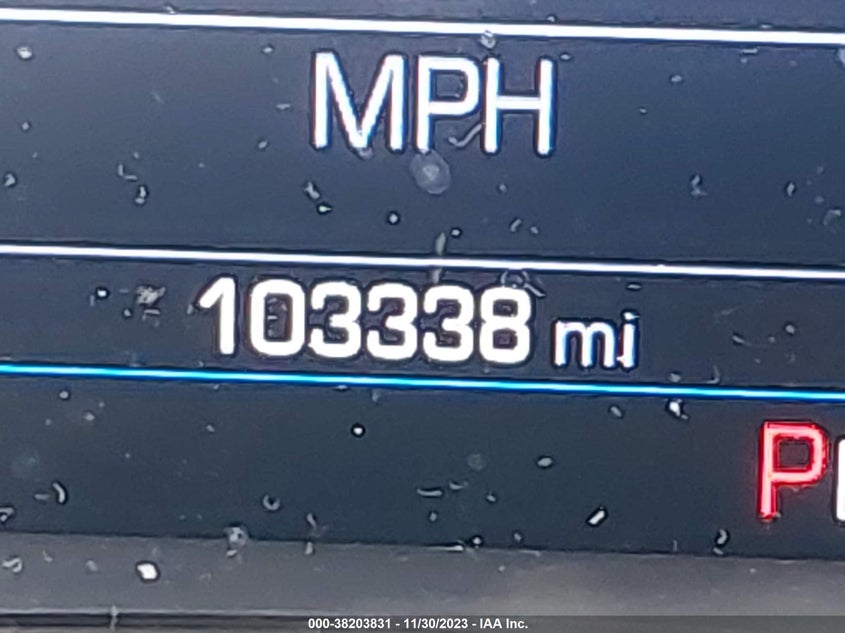 MPH
103338 mi
P
000-38203831 - 11/30/2023 - IAA Inc.